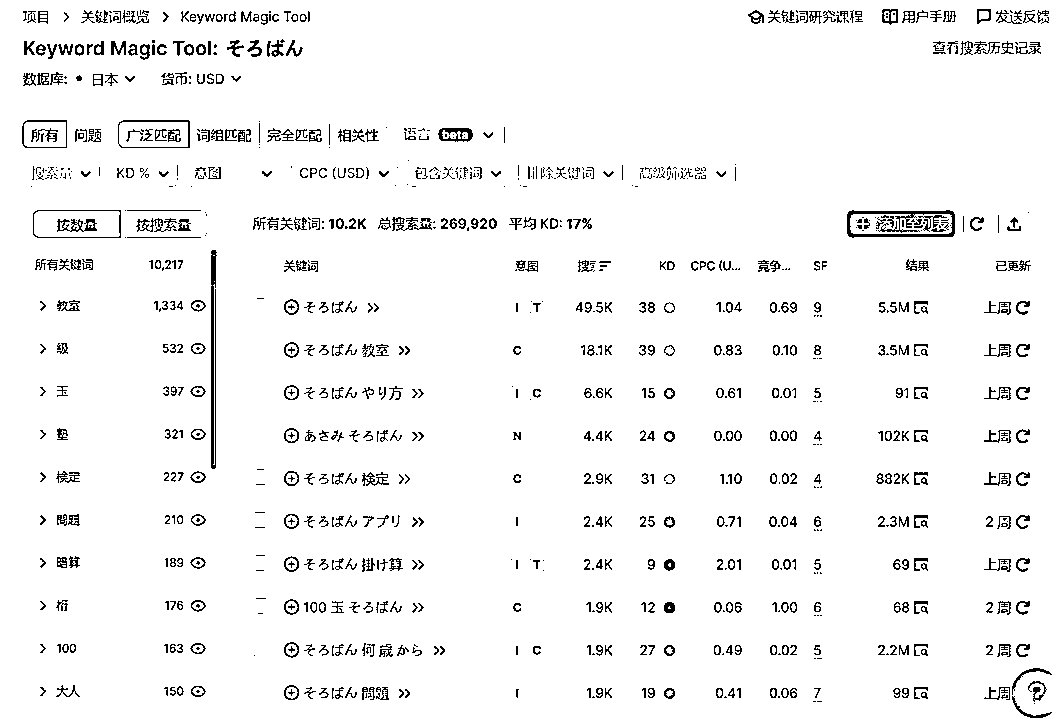 项目 > 关键词概览 > Keyword Magic Tool 关键词研究课程 用户手册 发送反馈
Keyword Magic Tool: そろばん 查看搜索历史记录
数据库: 日本 货币: USD
所有 问题 广泛匹配 词组匹配 完全匹配 相关性 语言 beta
搜索量 KD % 意图 CPC (USD) 包含关键词 排除关键词 高级筛选器
按数量 按搜索量 所有关键词: 10.2K 总搜索量: 269,920 平均 KD: 17% 添加至列表
所有关键词 10,217 关键词 意图 搜索 KD CPC (U... 竞争... SF 结果 已更新
教室 1,334 そろばん I T 49.5K 38 1.04 0.69 9 5.5M 上周
級 532 そろばん 教室 C 18.1K 39 0.83 0.10 8 3.5M 上周
玉 397 そろばん やり方 I C 6.6K 15 0.61 0.01 5 91 上周
塾 321 あさみ そろばん N 4.4K 24 0.00 0.00 4 102K 上周
検定 227 そろばん 検定 C 2.9K 31 1.10 0.02 4 882K 上周
問題 210 そろばん アプリ I 2.4K 25 0.71 0.04 6 2.3M 2 周
暗算 189 そろばん 掛け算 I T 2.4K 9 2.01 0.01 5 69 上周
桁 176 100 玉 そろばん C 1.9K 12 0.06 1.00 6 68 2 周
100 163 そろばん 何 歳 から I C 1.9K 27 0.49 0.02 5 2.2M 2 周
大人 150 そろばん 問題 I 1.9K 19 0.41 0.06 7 99 上周